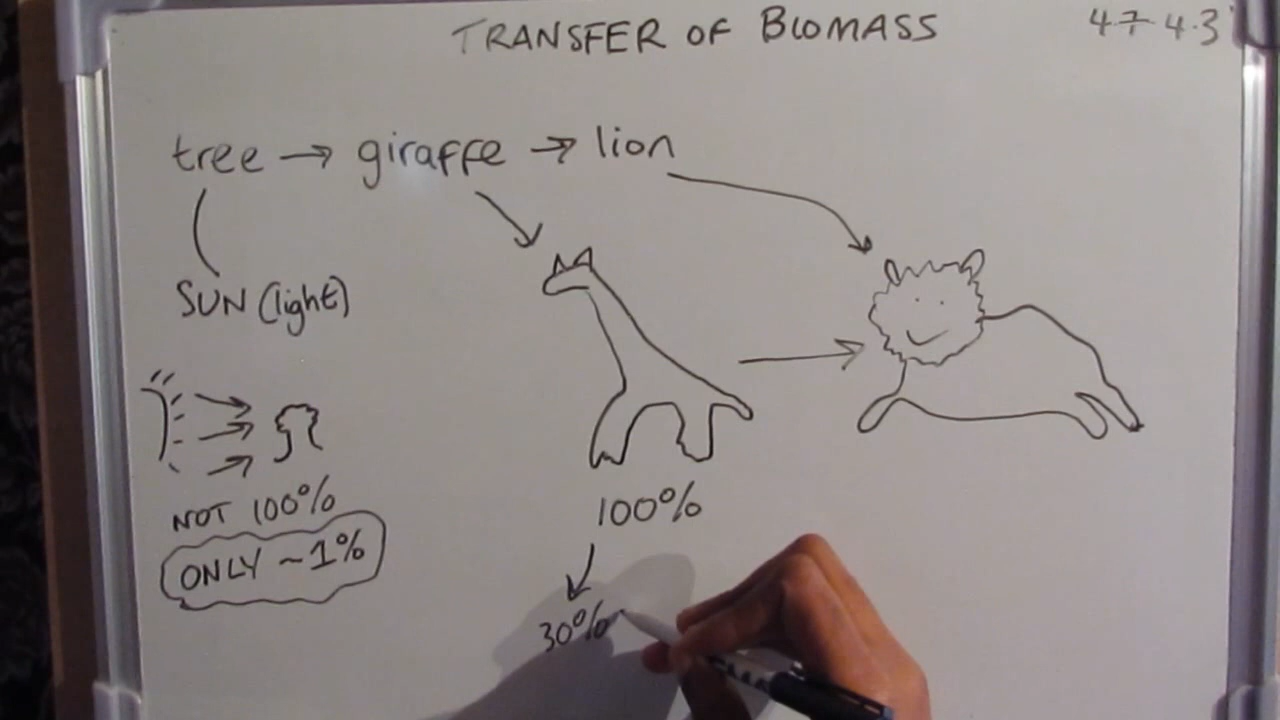 TRANSFER OF BIOMASS 4.7.4.3
tree → giraffe → lion
SUN (light)
NOT 100%
ONLY ~1%
100%
30%